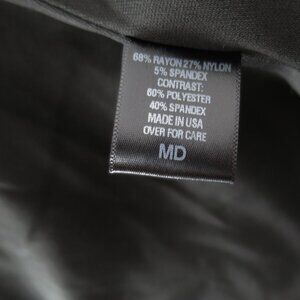 68% RAYON 27% NYLON
5% SPANDEX
CONTRAST:
60% POLYESTER
40% SPANDEX
MADE IN USA
OVER FOR CARE
MD